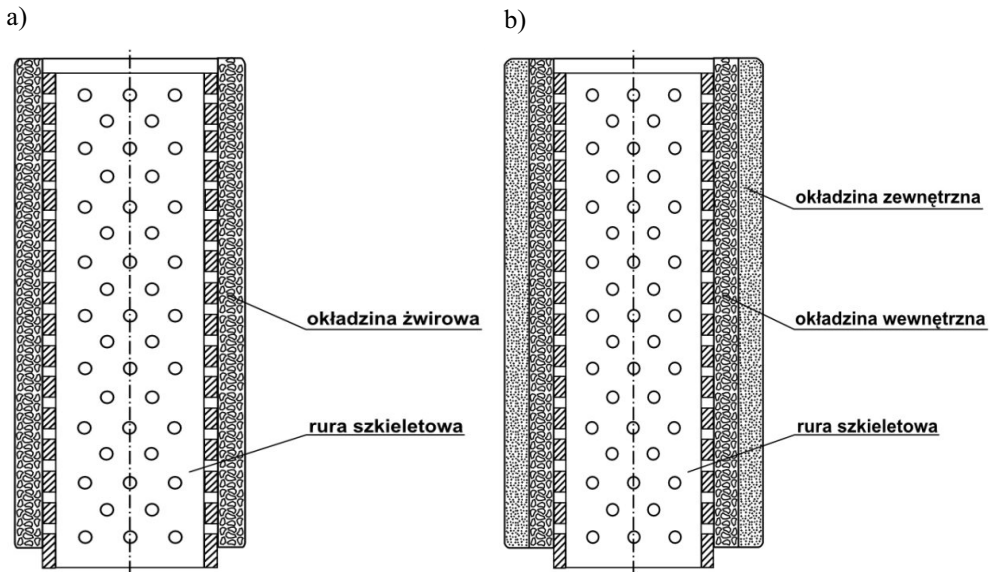 a)
b)
okładzina żwirowa
rura szkieletowa
okładzina zewnętrzna
okładzina wewnętrzna
rura szkieletowa